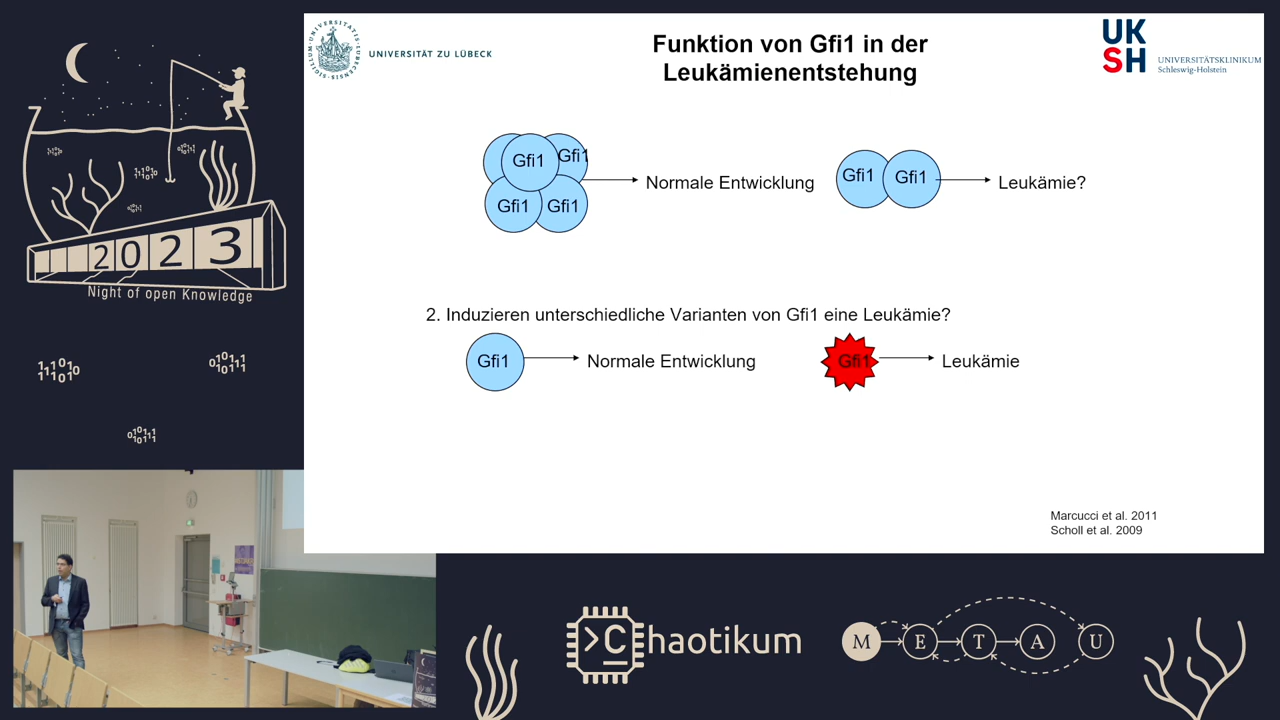 UNIVERSITÄT ZU LÜBECK
Funktion von Gfi1 in der
Leukämienentstehung
UK
SH
UNIVERSITÄTSKLINIKUM
Schleswig-Holstein
Gfi1
Gfi1
Gfi1
Gfi1
Normale Entwicklung
Gfi1
Gfi1
Leukämie?
2. Induzieren unterschiedliche Varianten von Gfi1 eine Leukämie?
Gfi1
Normale Entwicklung
Gfi1
Leukämie
Marcucci et al. 2011
Scholl et al. 2009
2023
Night of open Knowledge
>C haotikum
M E T A U